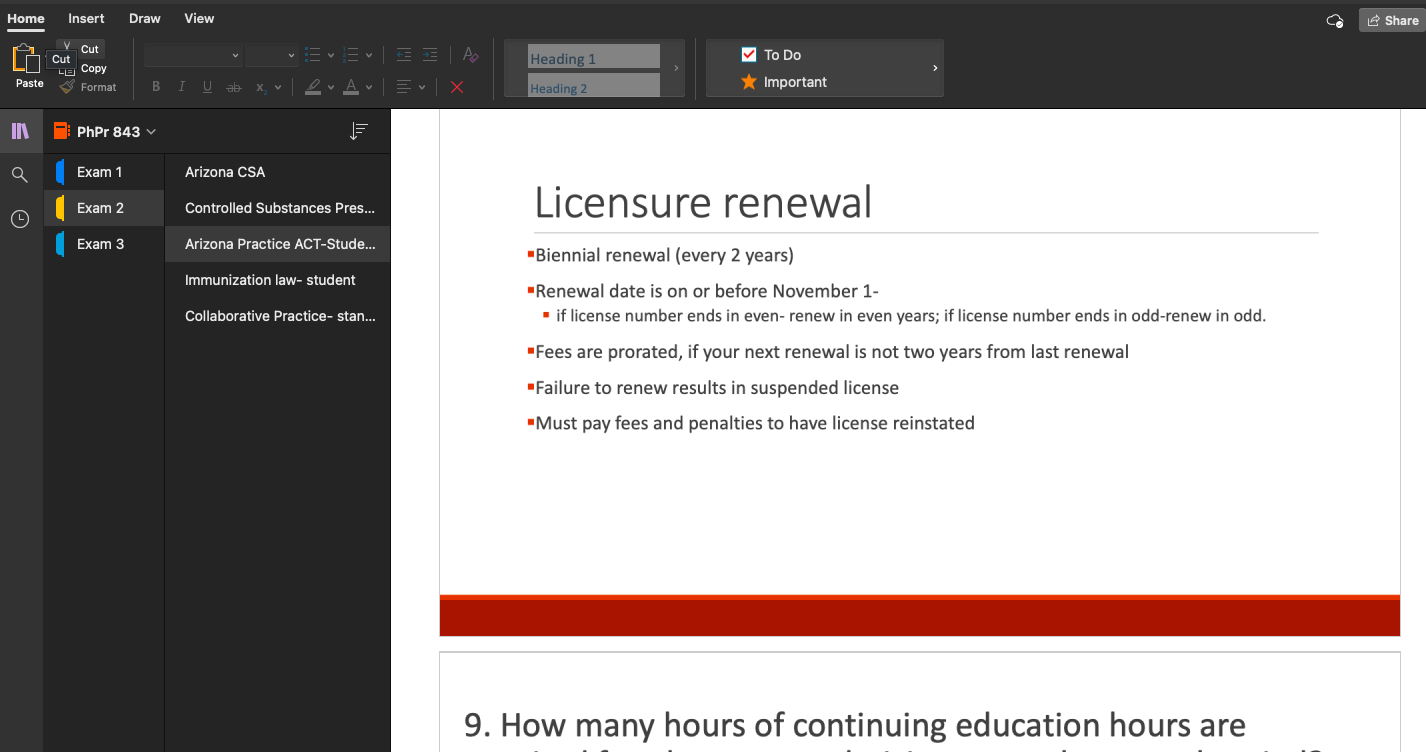 Home Insert Draw View
Share
Cut
Cut
Copy
Paste
Format
B I U ab x₂ A
Heading 1
Heading 2
To Do
Important
PhPr 843
Exam 1
Exam 2
Exam 3
Arizona CSA
Controlled Substances Pres...
Arizona Practice ACT-Stude...
Immunization law- student
Collaborative Practice- stan...
Licensure renewal
Biennial renewal (every 2 years)
Renewal date is on or before November 1-
if license number ends in even- renew in even years; if license number ends in odd-renew in odd.
Fees are prorated, if your next renewal is not two years from last renewal
Failure to renew results in suspended license
Must pay fees and penalties to have license reinstated
9. How many hours of continuing education hours are